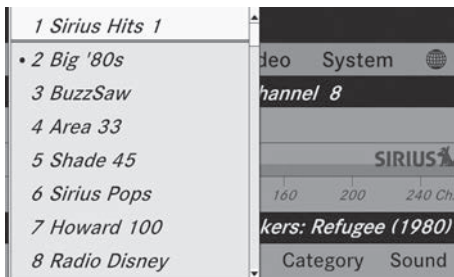 1 Sirius Hits 1
• 2 Big '80s
3 BuzzSaw
4 Area 33
5 Shade 45
6 Sirius Pops
7 Howard 100
8 Radio Disney
deo System
hannel 8
SIRIUS
160 200 240 Ch.
kers: Refugee (1980)
Category Sound